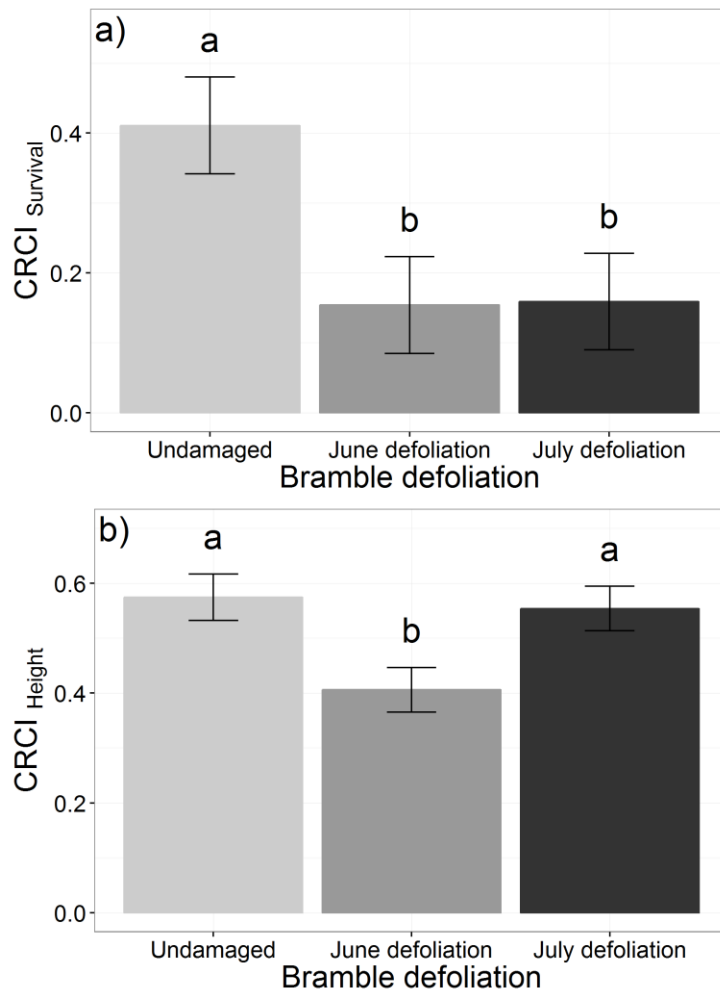 a)
a
b
b
CRCI Survival
0.4
0.2
0.0
Undamaged June defoliation July defoliation
Bramble defoliation
b)
a
b
a
CRCI Height
0.6
0.4
0.2
0.0
Undamaged June defoliation July defoliation
Bramble defoliation